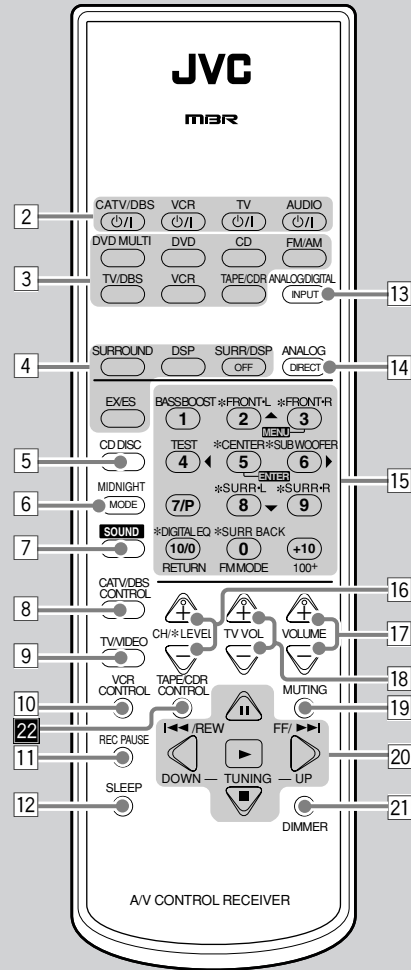 JVC
MBR
CATV/DBS VCR TV AUDIO
2
DVD MULTI DVD CD FM/AM
3
TV/DBS VCR TAPE/CDR ANALOG/DIGITAL
INPUT
13
4
SURROUND DSP SURR/DSP ANALOG
OFF DIRECT
14
EX/ES BASS BOOST *FRONT•L *FRONT•R
1 2 3
MENU
5
CD DISC
TEST *CENTER *SUBWOOFER
4 5 6
ENTER
15
6
MIDNIGHT
MODE
*SURR•L *SURR•R
7/P 8 9
7
SOUND
*DIGITAL EQ *SURR BACK
10/0 0 +10
RETURN FM MODE 100+
8
CATV/DBS
CONTROL
16
CH/*LEVEL TV VOL VOLUME
17
9
TV/VIDEO
18
10
VCR
CONTROL
TAPE/CDR
CONTROL
MUTING
19
22
11
REC PAUSE
/REW FF/
20
DOWN — TUNING — UP
12
SLEEP
DIMMER
21
A/V CONTROL RECEIVER